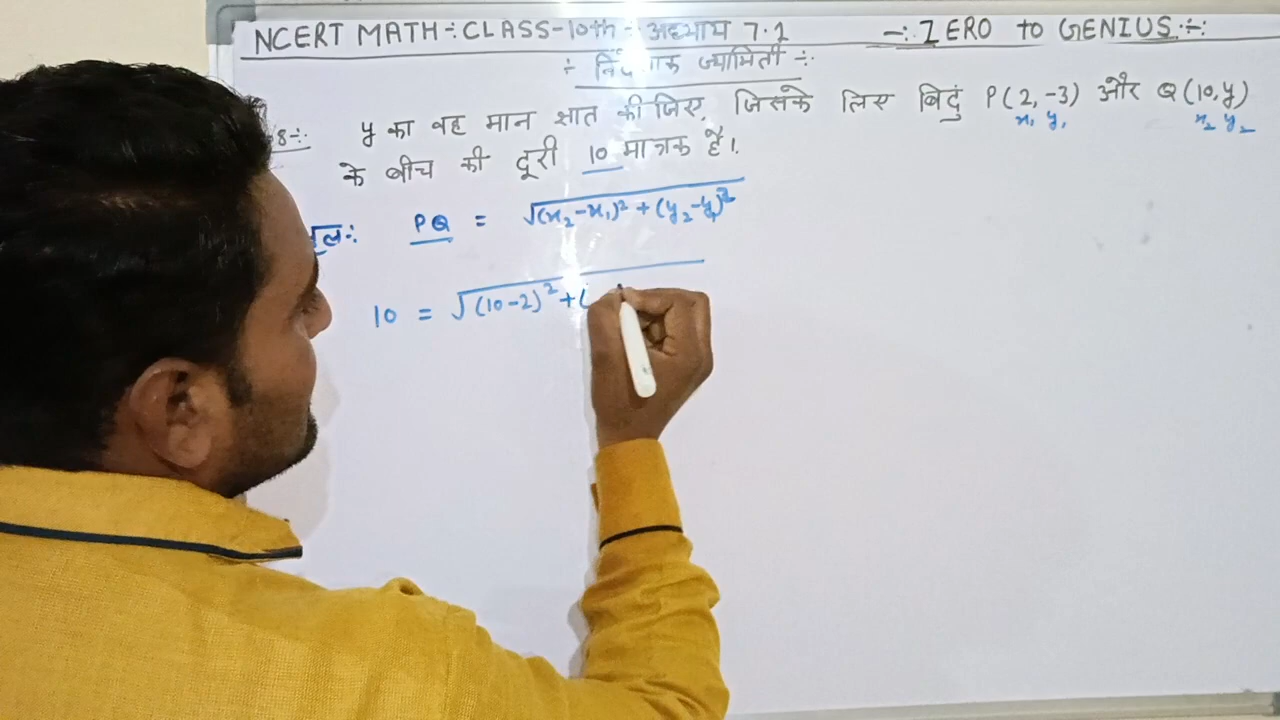 NCERT MATH ÷ CLASS-10th ÷ अध्याय 7.1 -:. ZERO to GENIUS .:-
÷ ज्यामिती ÷
8 ÷ y का वह मान ज्ञात कीजिए, जिसके लिए बिदुं P(2, -3) और Q(10, y)
x₁ y₁ x₂ y₂
के बीच की दूरी 10 मात्रक है।
PQ = √(x₂-x₁)² + (y₂-y₁)²
10 = √(10-2)² + (